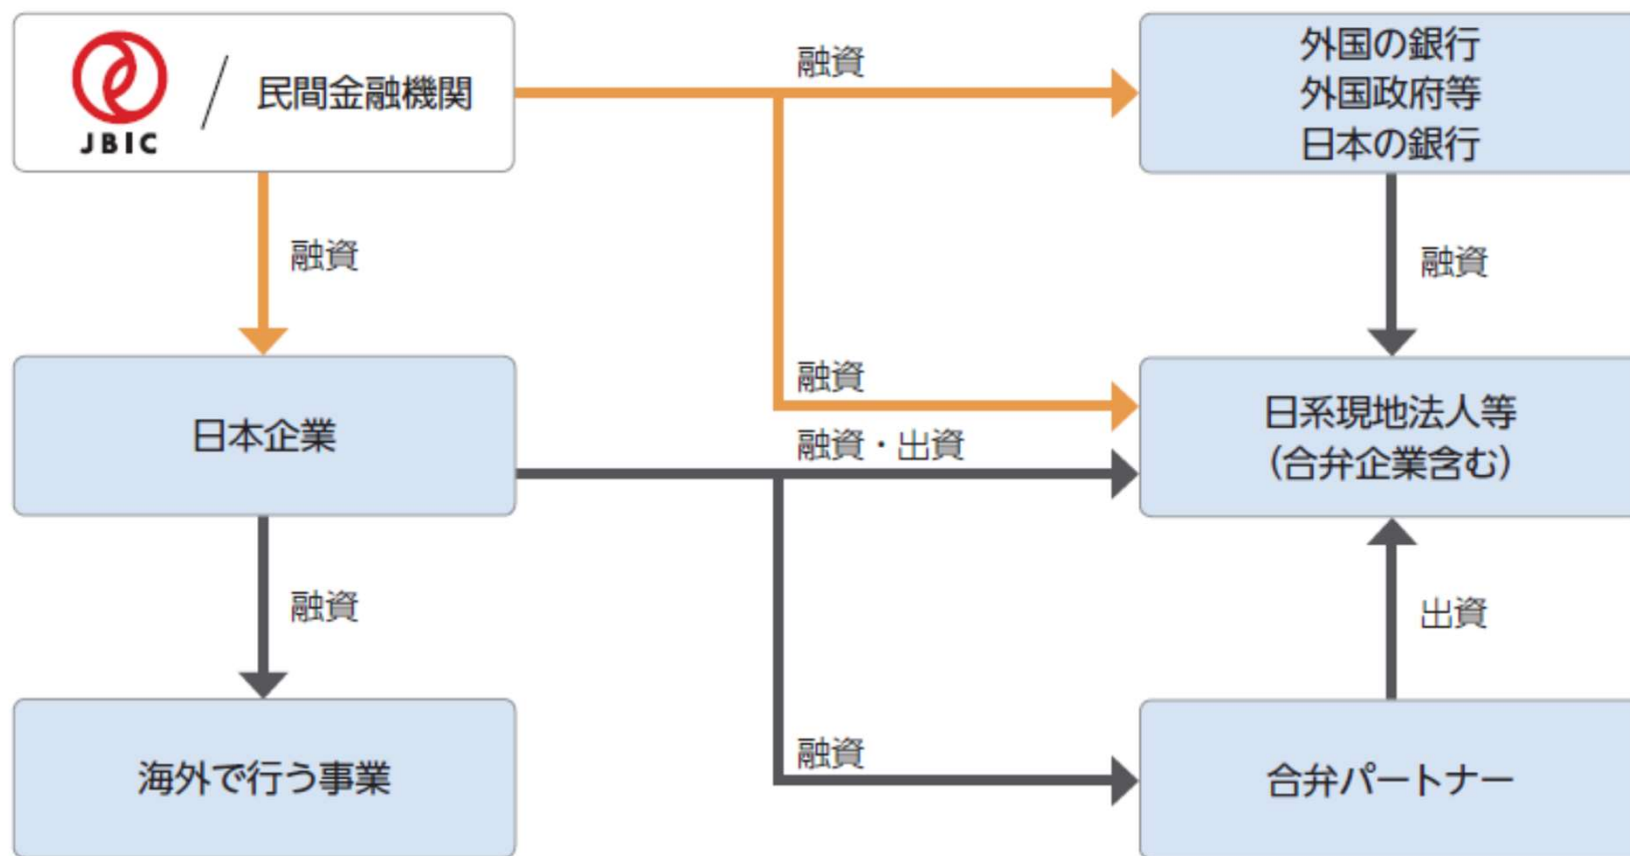 JBIC
/
民間金融機関
融資
外国の銀行
外国政府等
日本の銀行
融資
融資
日本企業
融資
融資・出資
日系現地法人等
（合弁企業含む）
融資
出資
海外で行う事業
融資
合弁パートナー